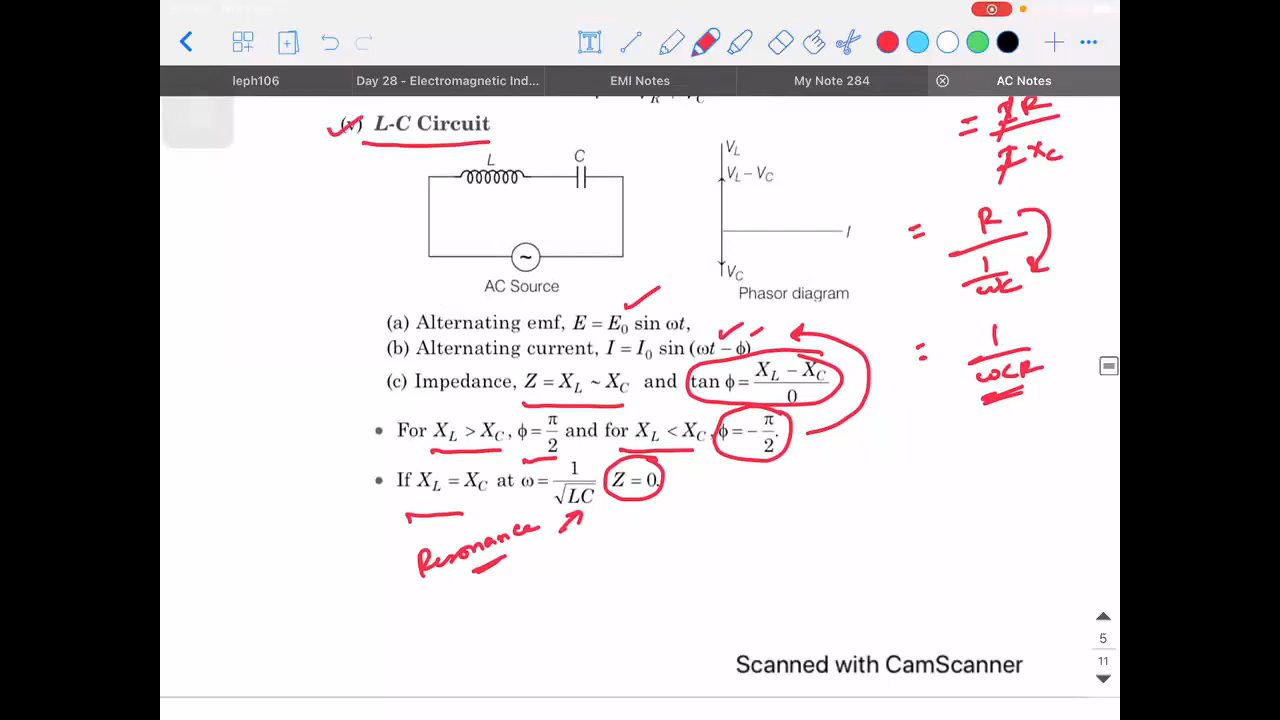 leph106
Day 28 - Electromagnetic Ind...
EMI Notes
My Note 284
AC Notes
(v) L-C Circuit
L
C
AC Source
V_L
V_L – V_C
I
V_C
Phasor diagram
(a) Alternating emf, E = E₀ sin ωt,
(b) Alternating current, I = I₀ sin (ωt – ϕ)
(c) Impedance, Z = X_L ~ X_C and tan ϕ = (X_L – X_C)/0
• For X_L > X_C, ϕ = π/2 and for X_L < X_C, ϕ = – π/2.
• If X_L = X_C at ω = 1/√LC Z = 0.
Resonance
= IR / I X_C
= R / (1/ωC)
= 1/ωCR
Scanned with CamScanner
5
11